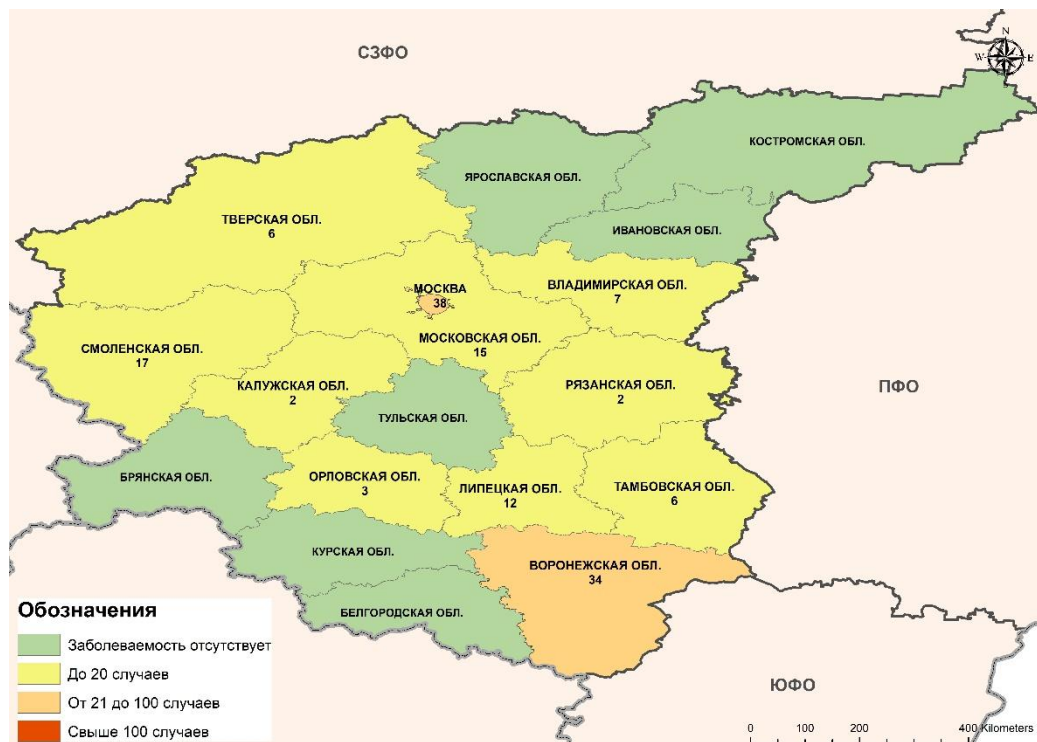 СЗФО
N
W
E
S
КОСТРОМСКАЯ ОБЛ.
ЯРОСЛАВСКАЯ ОБЛ.
ТВЕРСКАЯ ОБЛ.
6
ИВАНОВСКАЯ ОБЛ.
ВЛАДИМИРСКАЯ ОБЛ.
7
МОСКВА
38
МОСКОВСКАЯ ОБЛ.
15
СМОЛЕНСКАЯ ОБЛ.
17
КАЛУЖСКАЯ ОБЛ.
2
РЯЗАНСКАЯ ОБЛ.
2
ПФО
ТУЛЬСКАЯ ОБЛ.
БРЯНСКАЯ ОБЛ.
ОРЛОВСКАЯ ОБЛ.
3
ЛИПЕЦКАЯ ОБЛ.
12
ТАМБОВСКАЯ ОБЛ.
6
КУРСКАЯ ОБЛ.
ВОРОНЕЖСКАЯ ОБЛ.
34
БЕЛГОРОДСКАЯ ОБЛ.
ЮФО
Обозначения
Заболеваемость отсутствует
До 20 случаев
От 21 до 100 случаев
Свыше 100 случаев
0 100 200 400 Kilometers